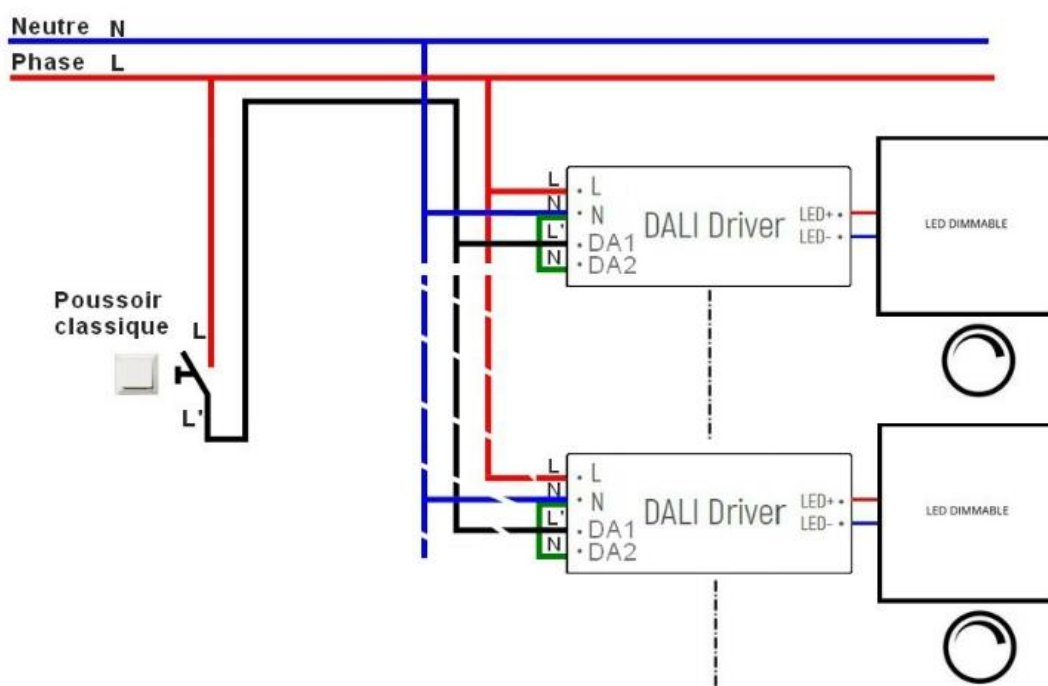 Neutre N
Phase L
L
L
N
N
L'
DA1
N
DA2
DALI Driver
LED+
LED-
LED DIMMABLE
Poussoir
classique
L
L'
L
L
N
N
L'
DA1
N
DA2
DALI Driver
LED+
LED-
LED DIMMABLE